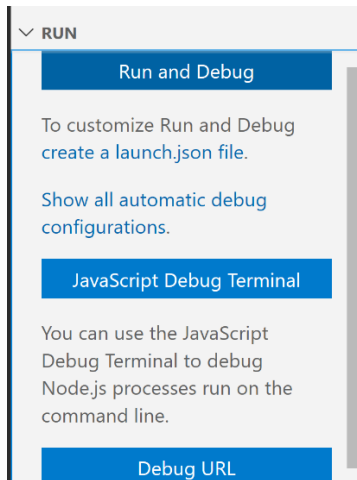 RUN
Run and Debug
To customize Run and Debug
create a launch.json file.
Show all automatic debug
configurations.
JavaScript Debug Terminal
You can use the JavaScript
Debug Terminal to debug
Node.js processes run on the
command line.
Debug URL